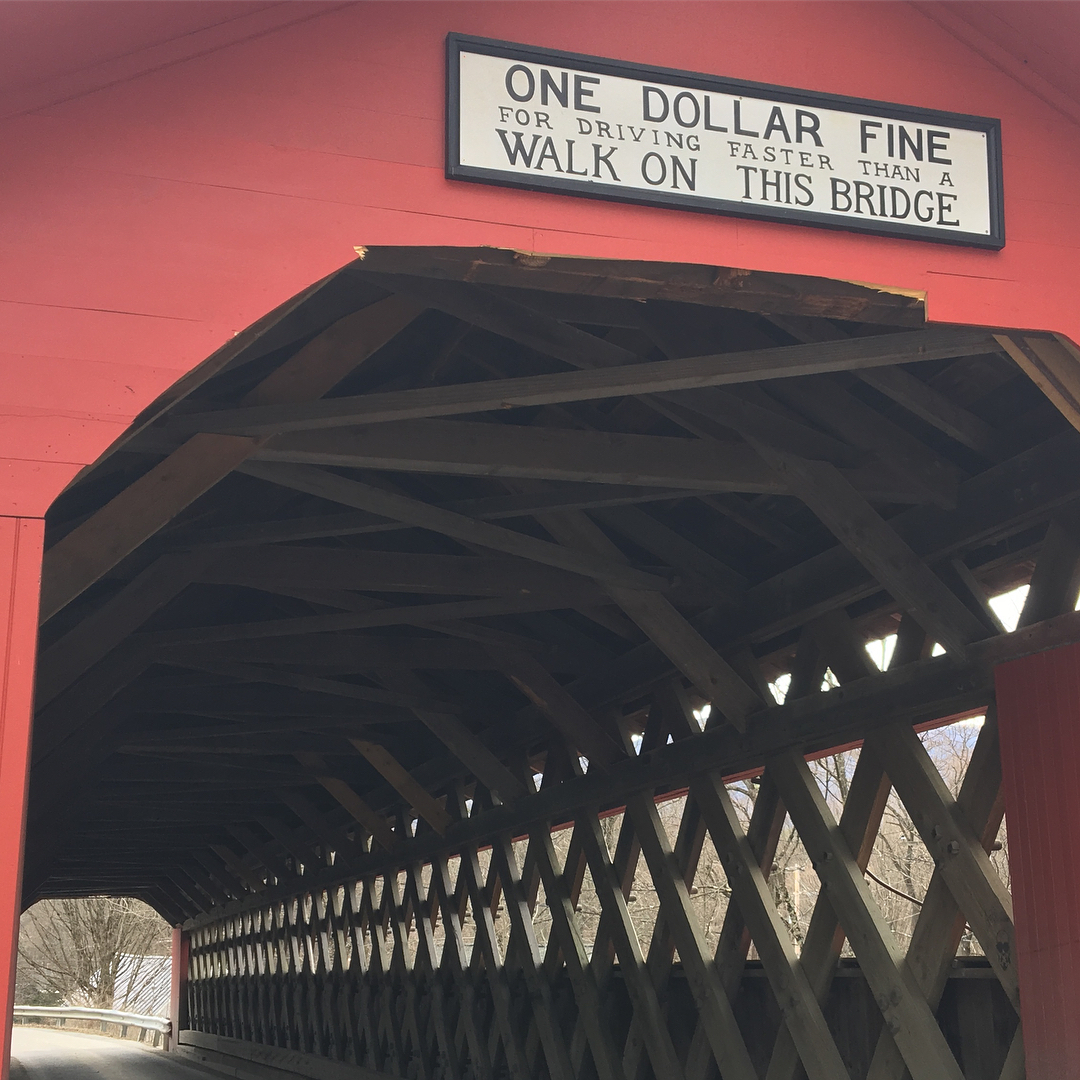 ONE DOLLAR FINE
FOR DRIVING FASTER THAN A
WALK ON THIS BRIDGE